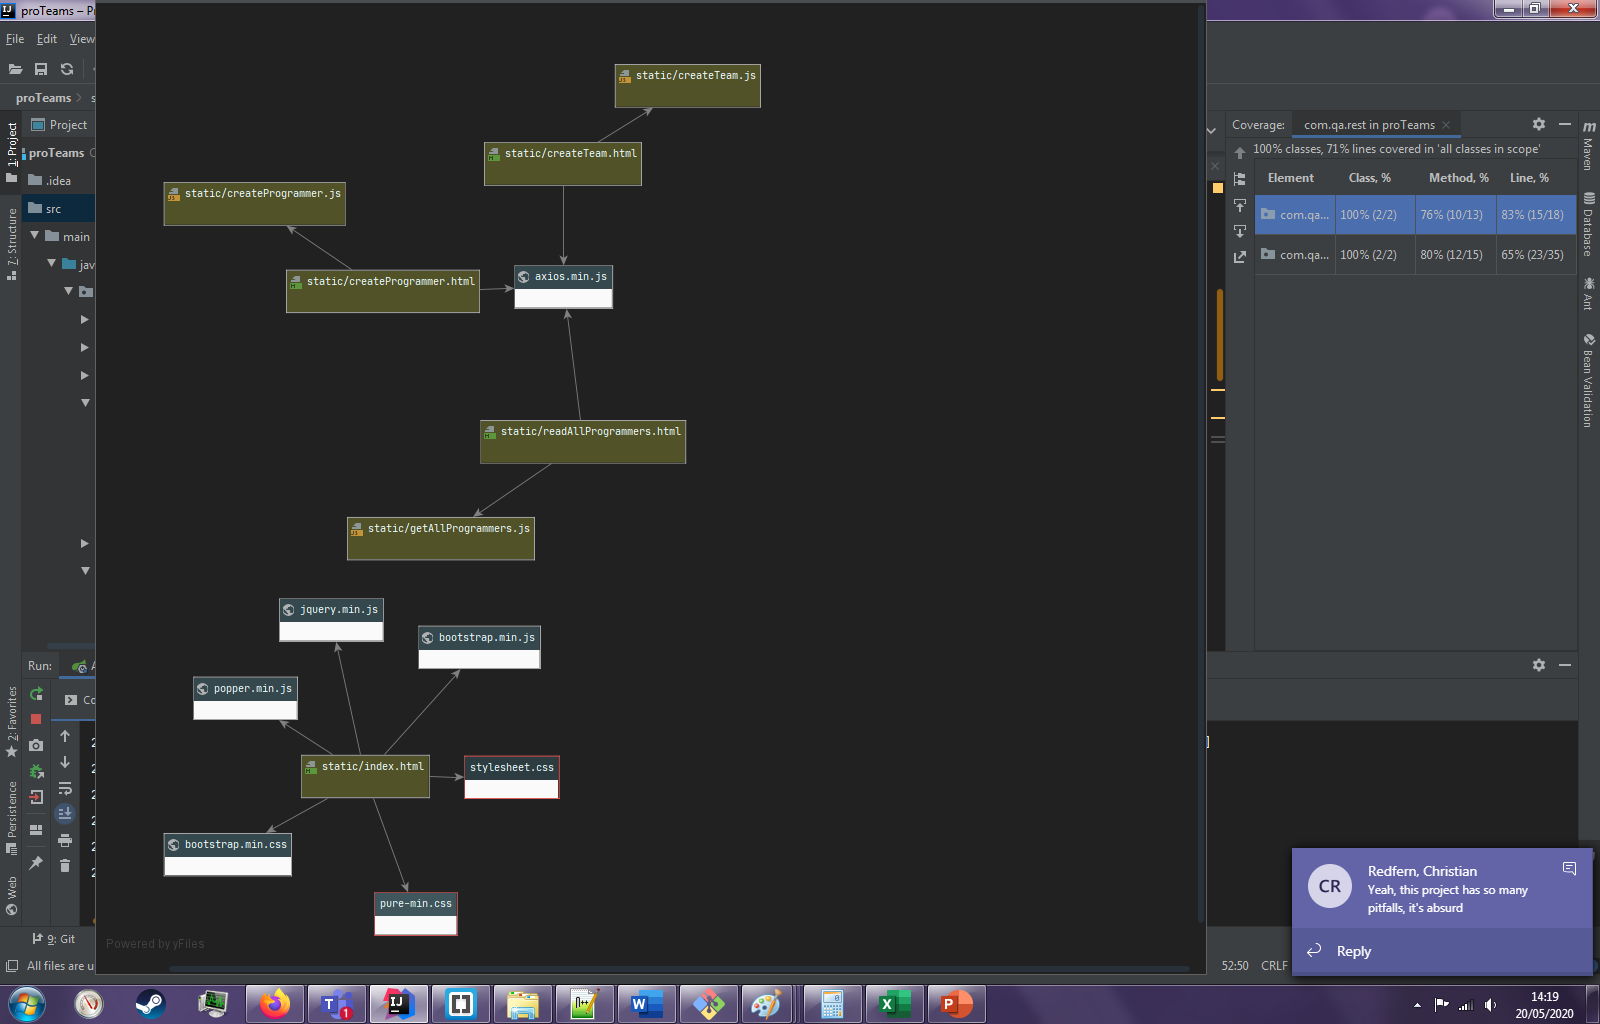 proTeams – P
File Edit View
proTeams
Project
1: Project
proTeams
.idea
src
7: Structure
main
jav
static/createTeam.js
static/createTeam.html
static/createProgrammer.js
static/createProgrammer.html
axios.min.js
static/readAllProgrammers.html
static/getAllProgrammers.js
jquery.min.js
bootstrap.min.js
popper.min.js
static/index.html
stylesheet.css
bootstrap.min.css
pure-min.css
Powered by yFiles
Coverage: com.qa.rest in proTeams
100% classes, 71% lines covered in 'all classes in scope'
Element Class, % Method, % Line, %
com.qa... 100% (2/2) 76% (10/13) 83% (15/18)
com.qa... 100% (2/2) 80% (12/15) 65% (23/35)
Maven
Database
Ant
Bean Validation
Run:
Co
2: Favorites
Persistence
Web
9: Git
All files are u
52:50 CRLF
CR
Redfern, Christian
Yeah, this project has so many
pitfalls, it's absurd
Reply
14:19
20/05/2020